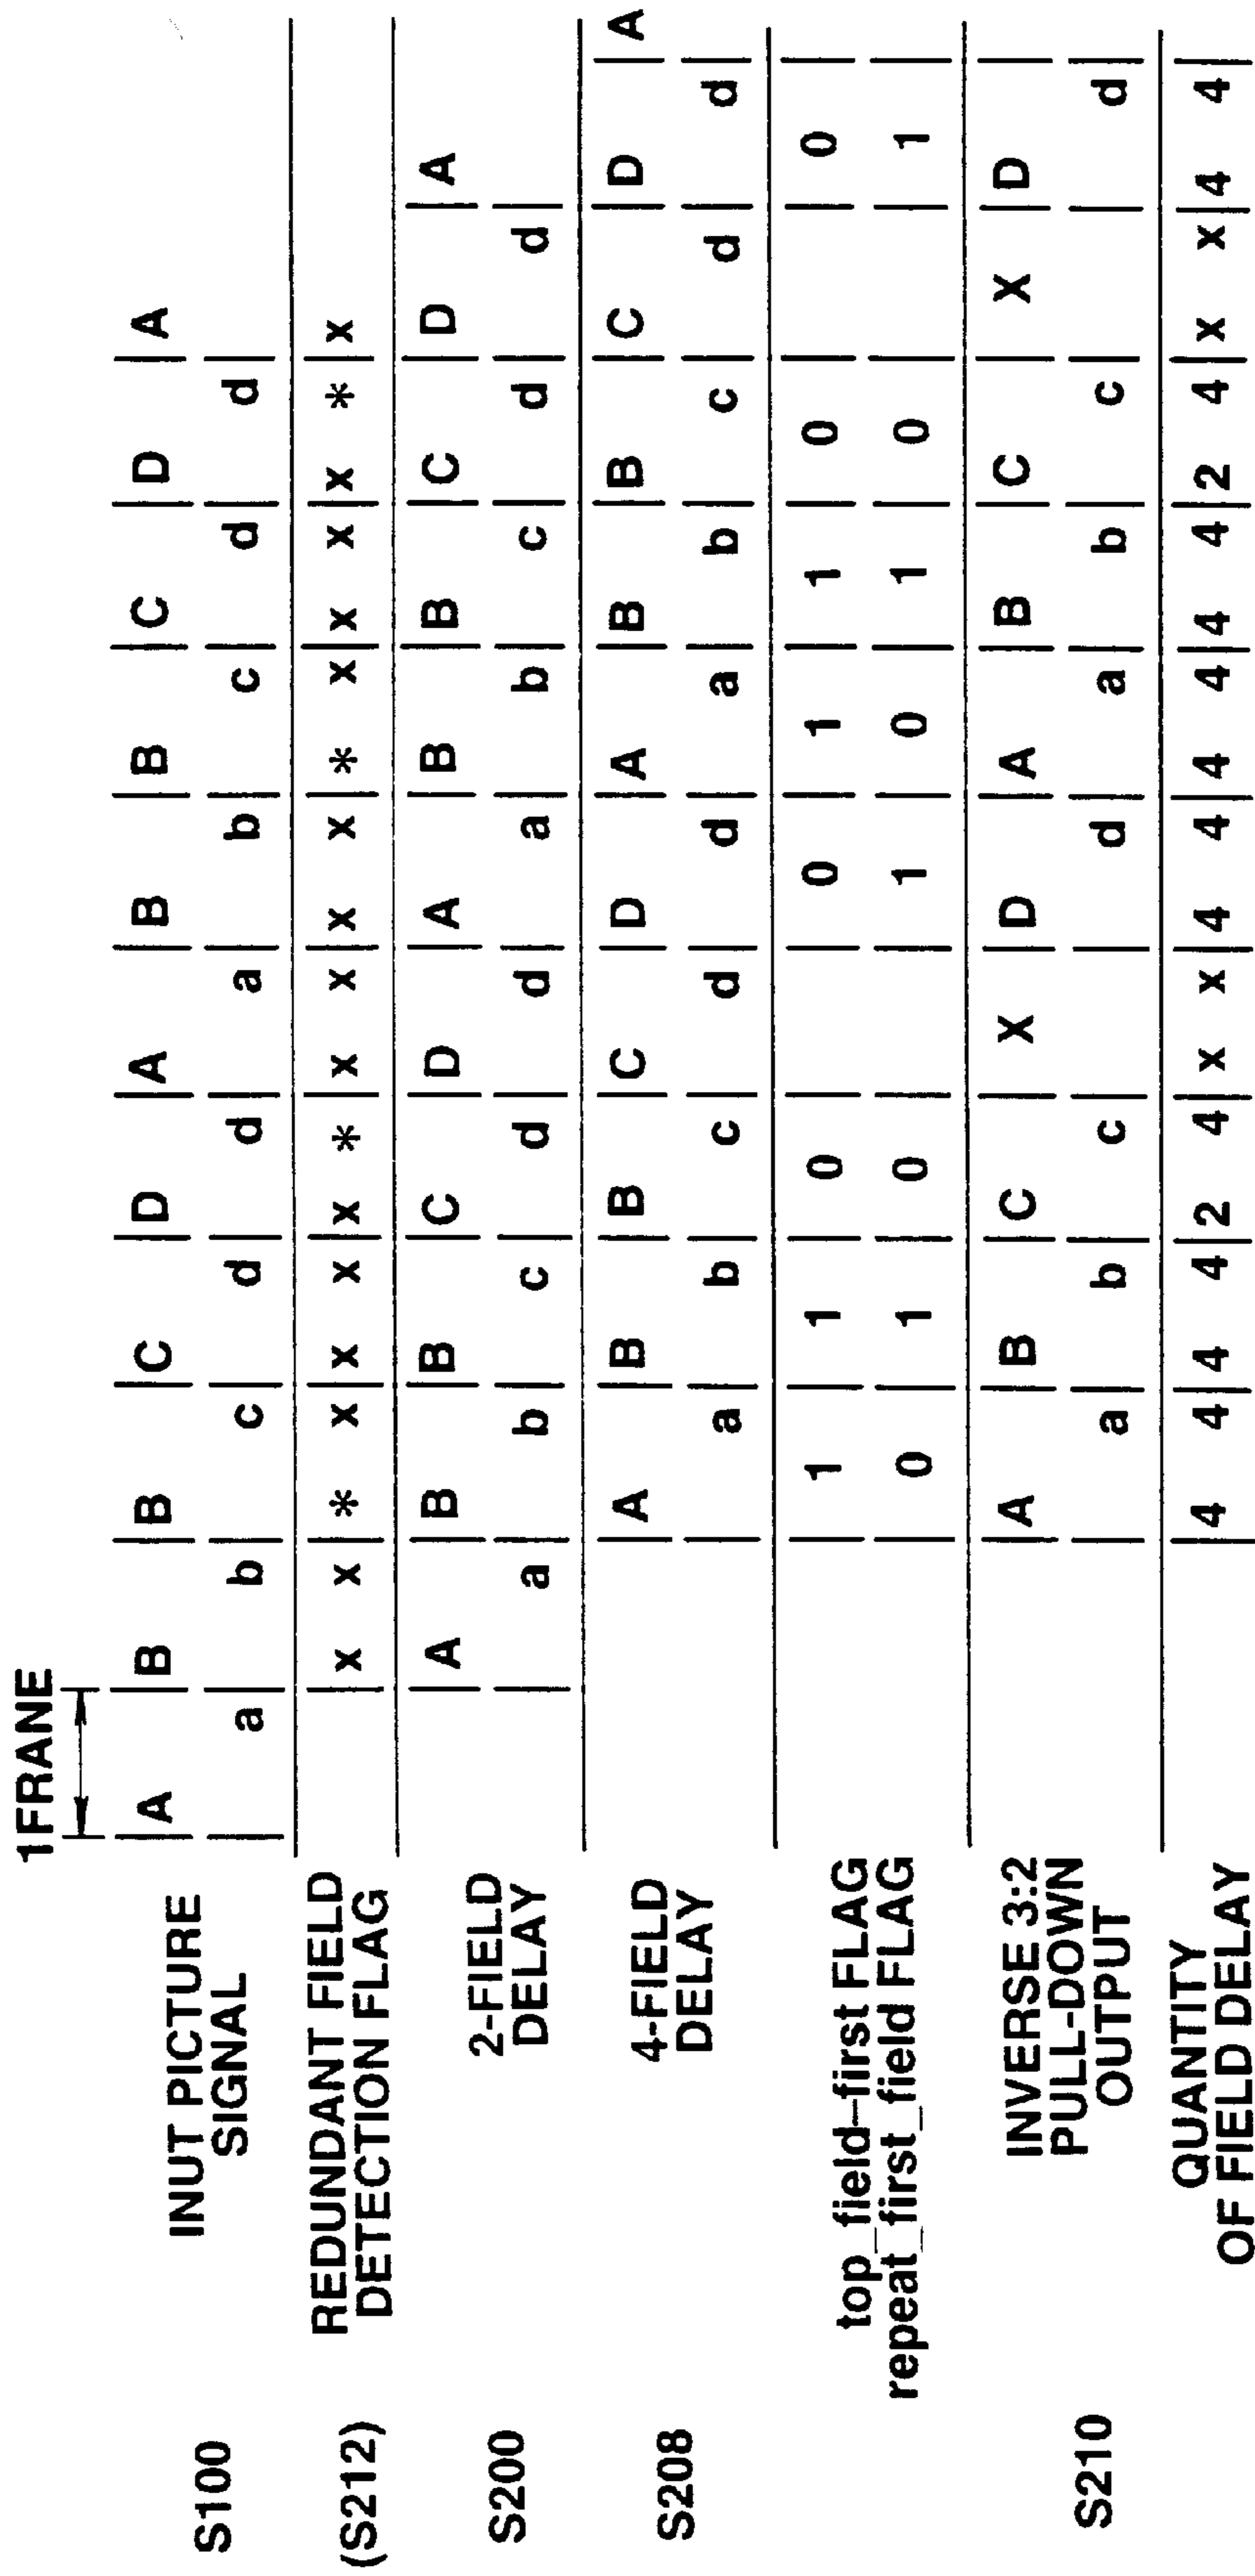 1FRANE
S100
INUT PICTURE
SIGNAL
A B B C D A B B C D A
a b c d d a b c d d
(S212)
REDUNDANT FIELD
DETECTION FLAG
x x * x x x x * x x x x * x x x x * x
S200
2-FIELD
DELAY
A B B C D A B B C D A
a b c d d a b c d d
S208
4-FIELD
DELAY
A B B C D A B B C D A
a b c d d a b c d d
top_field-first FLAG
1 1 0 0 1 1 0 0
repeat_first_field FLAG
0 1 0 1 0 1 0 1
S210
INVERSE 3:2
PULL-DOWN
OUTPUT
A B C X D A B C X D
a b c d a b c d
QUANTITY
OF FIELD DELAY
4 4 4 4 2 4 x x 4 4 4 4 4 4 2 4 x x 4 4